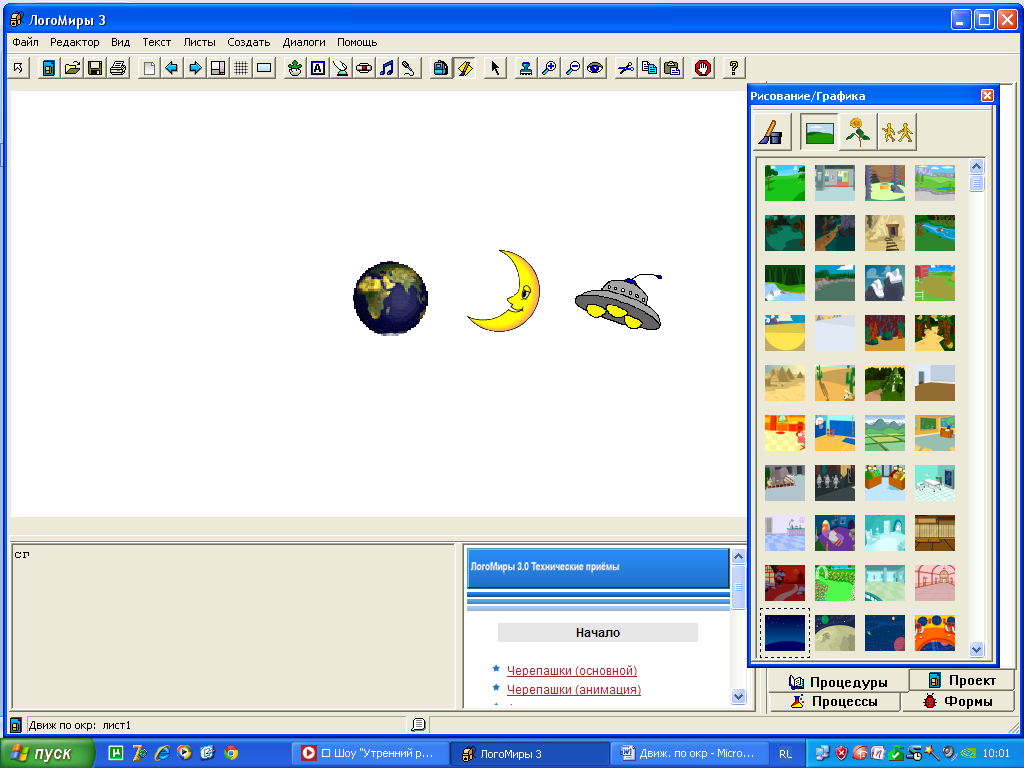 ЛогоМиры 3
Файл Редактор Вид Текст Листы Создать Диалоги Помощь
Рисование/Графика
сг
ЛогоМиры 3.0 Технические приёмы
Начало
Черепашки (основной)
Черепашки (анимация)
Процедуры Проект
Процессы Формы
Движ по окр: лист1
пуск Шоу "Утренний р... ЛогоМиры 3 Движ. по окр - Micro... RL 10:01